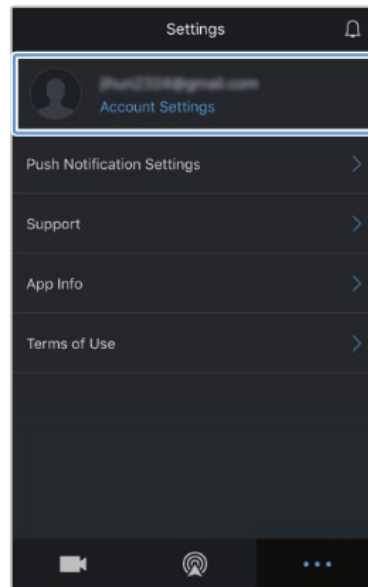 Settings
Account Settings
Push Notification Settings
Support
App Info
Terms of Use